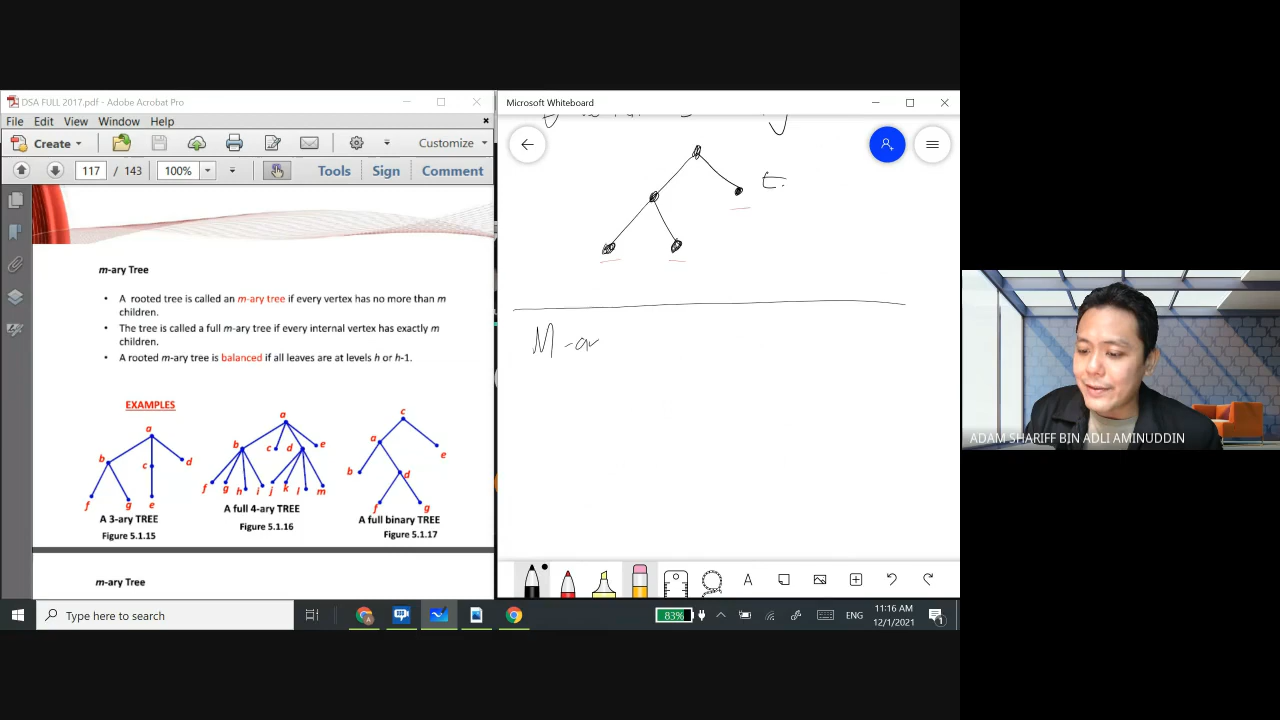 DSA FULL 2017.pdf - Adobe Acrobat Pro
File Edit View Window Help
Create
Customize
117 / 143 100% Tools Sign Comment
m-ary Tree
• A rooted tree is called an m-ary tree if every vertex has no more than m
children.
• The tree is called a full m-ary tree if every internal vertex has exactly m
children.
• A rooted m-ary tree is balanced if all leaves are at levels h or h-1.
EXAMPLES
a
b
c
d
f
g
e
A 3-ary TREE
Figure 5.1.15
a
b
c
d
e
f
g
h
i
j
k
l
m
A full 4-ary TREE
Figure 5.1.16
c
a
e
b
d
f
g
A full binary TREE
Figure 5.1.17
m-ary Tree
Microsoft Whiteboard
M-ar
A
ADAM SHARIFF BIN ADLI AMINUDDIN
Type here to search
83%
ENG
11:16 AM
12/1/2021
1